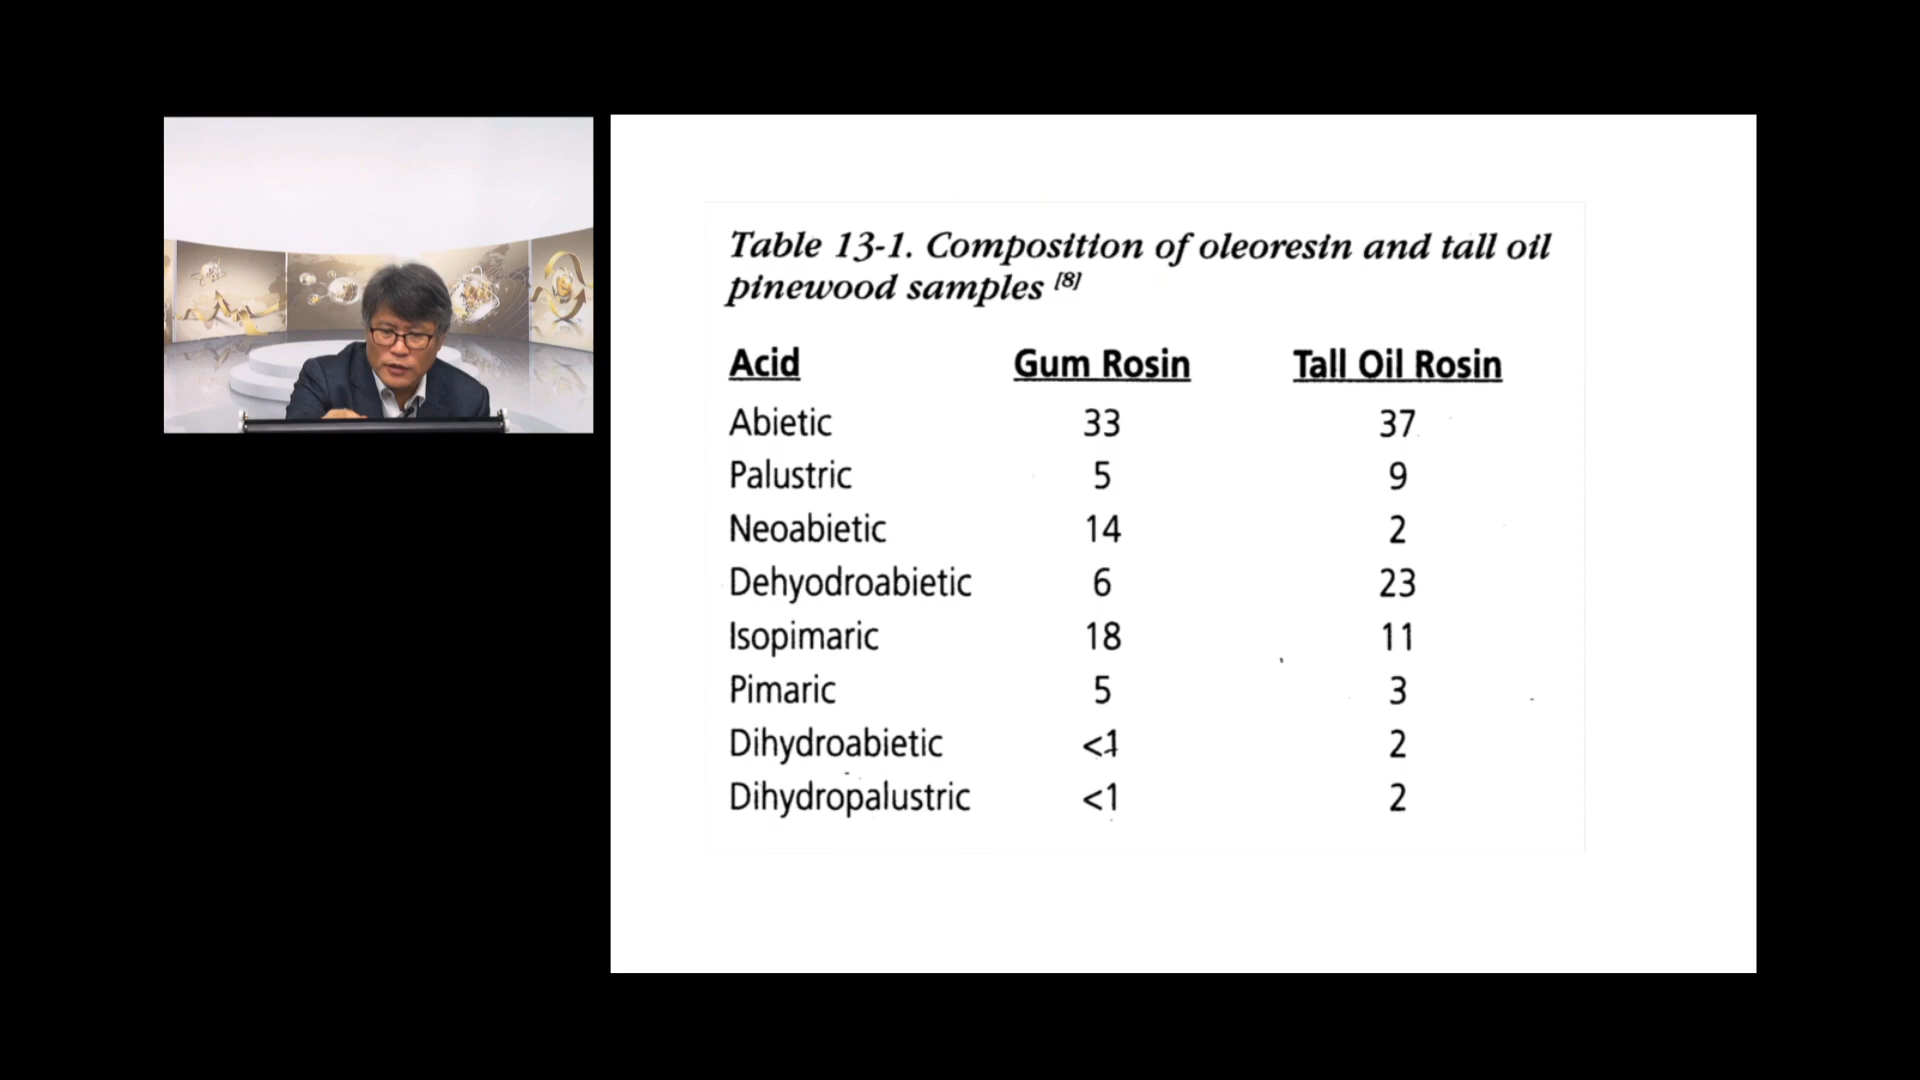 Table 13-1. Composition of oleoresin and tall oil
pinewood samples [8]
Acid Gum Rosin Tall Oil Rosin
Abietic 33 37
Palustric 5 9
Neoabietic 14 2
Dehyodroabietic 6 23
Isopimaric 18 11
Pimaric 5 3
Dihydroabietic <1 2
Dihydropalustric <1 2